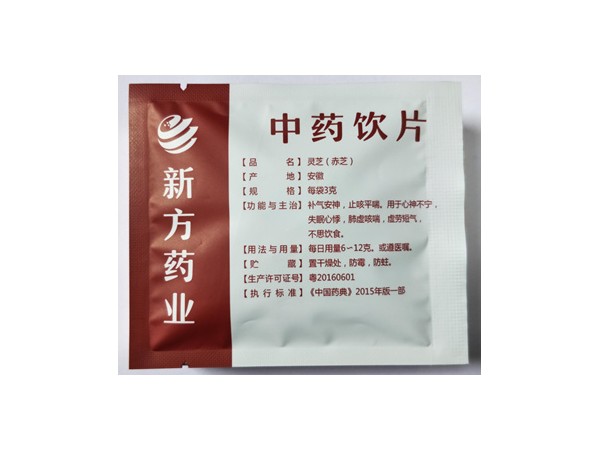 新方药业
中药饮片
【品名】灵芝（赤芝）
【产地】安徽
【规格】每袋3克
【功能与主治】补气安神，止咳平喘。用于心神不宁，
失眠心悸，肺虚咳喘，虚劳短气，
不思饮食。
【用法与用量】每日用量6～12克。或遵医嘱。
【贮藏】置干燥处，防霉，防蛀。
【生产许可证号】粤20160601
【执行标准】《中国药典》2015年版一部